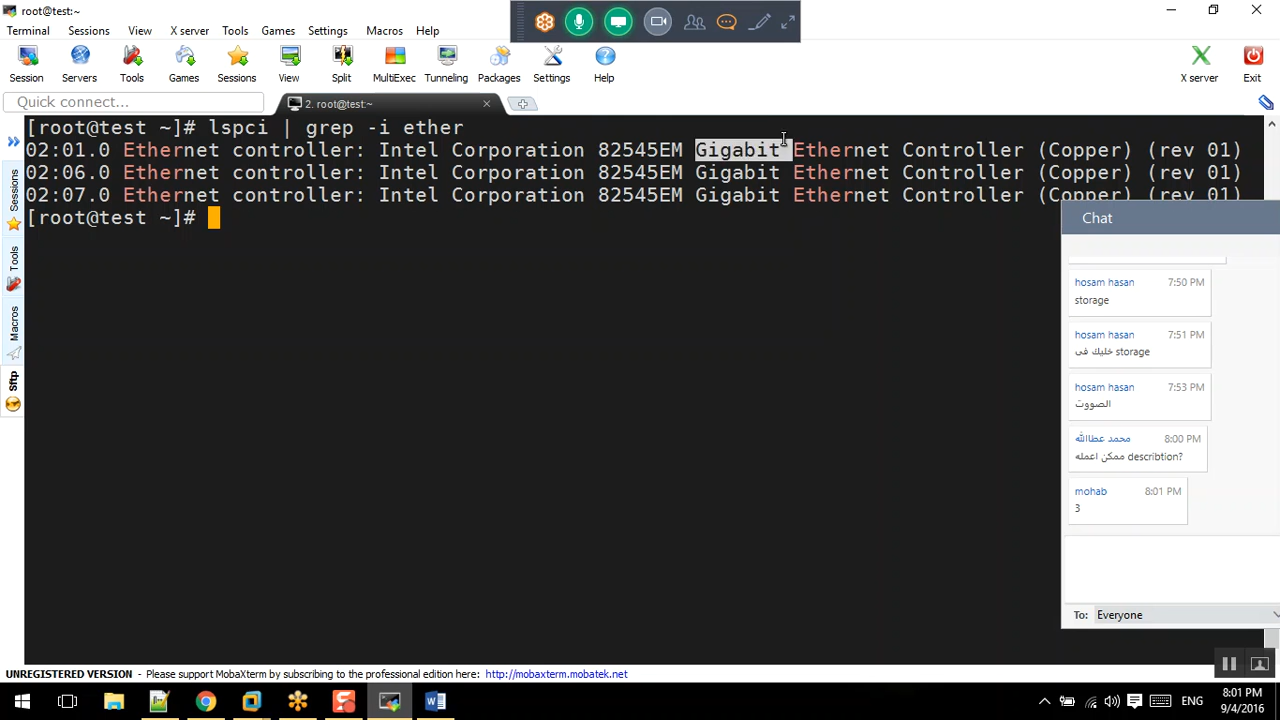 root@test:~
Terminal Sessions View X server Tools Games Settings Macros Help
Session Servers Tools Games Sessions View Split MultiExec Tunneling Packages Settings Help X server Exit
Quick connect...
2. root@test:~
[root@test ~]# lspci | grep -i ether
02:01.0 Ethernet controller: Intel Corporation 82545EM Gigabit Ethernet Controller (Copper) (rev 01)
02:06.0 Ethernet controller: Intel Corporation 82545EM Gigabit Ethernet Controller (Copper) (rev 01)
02:07.0 Ethernet controller: Intel Corporation 82545EM Gigabit Ethernet Controller (Copper) (rev 01)
[root@test ~]#
Sessions
Tools
Macros
Sftp
Chat
hosam hasan 7:50 PM
storage
hosam hasan 7:51 PM
خليك فى storage
hosam hasan 7:53 PM
الصووت
محمد عطاالله 8:00 PM
ممكن اعمله describtion?
mohab 8:01 PM
3
To: Everyone
UNREGISTERED VERSION - Please support MobaXterm by subscribing to the professional edition here: http://mobaxterm.mobatek.net
ENG
8:01 PM
9/4/2016